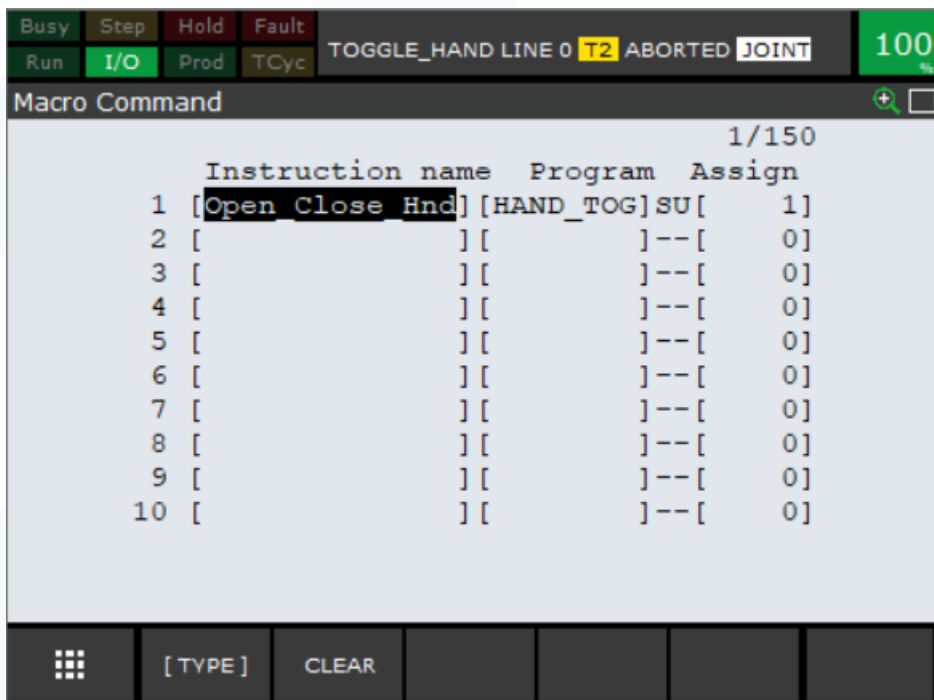 Busy Step Hold Fault
TOGGLE_HAND LINE 0 T2 ABORTED JOINT 100
Run I/O Prod TCyc %
Macro Command
1/150
Instruction name Program Assign
1 [Open_Close_Hnd][HAND_TOG]SU[ 1]
2 [ ][ ]--[ 0]
3 [ ][ ]--[ 0]
4 [ ][ ]--[ 0]
5 [ ][ ]--[ 0]
6 [ ][ ]--[ 0]
7 [ ][ ]--[ 0]
8 [ ][ ]--[ 0]
9 [ ][ ]--[ 0]
10 [ ][ ]--[ 0]
[ TYPE ] CLEAR